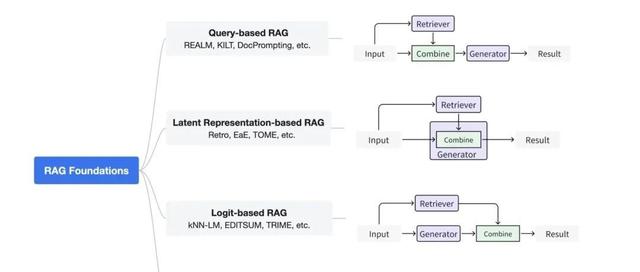 Query-based RAG
REALM, KILT, DocPrompting, etc.
Retriever
Input
Combine
Generator
Result
Latent Representation-based RAG
Retro, EaE, TOME, etc.
Retriever
Input
Combine
Generator
Result
RAG Foundations
Logit-based RAG
kNN-LM, EDITSUM, TRIME, etc.
Retriever
Input
Generator
Combine
Result